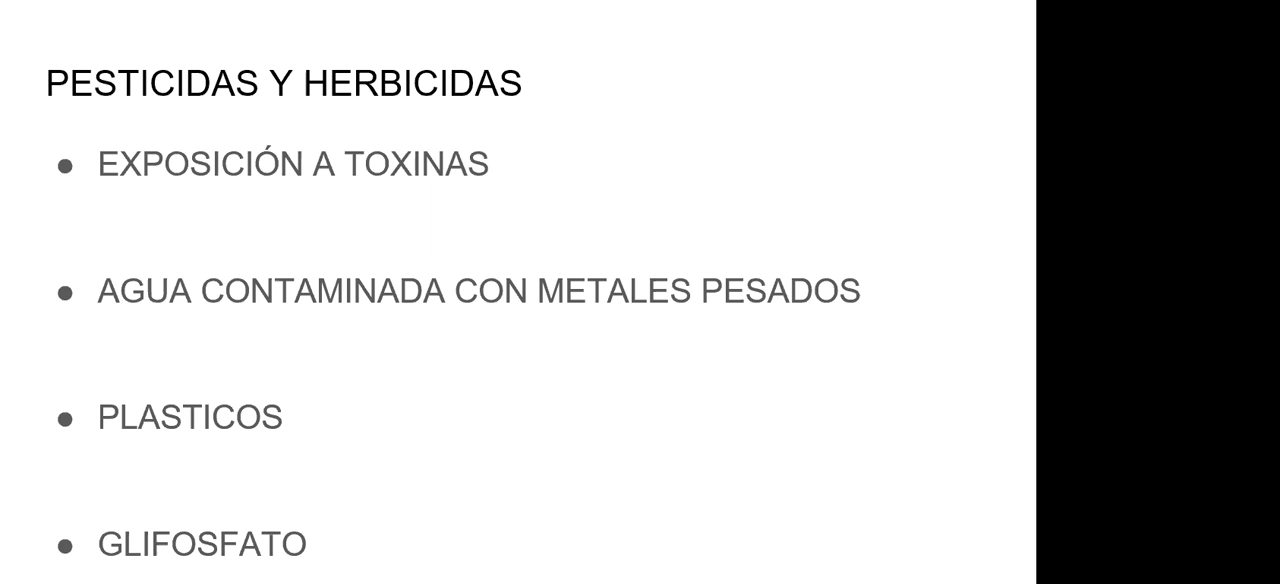 PESTICIDAS Y HERBICIDAS
● EXPOSICIÓN A TOXINAS
● AGUA CONTAMINADA CON METALES PESADOS
● PLASTICOS
● GLIFOSFATO